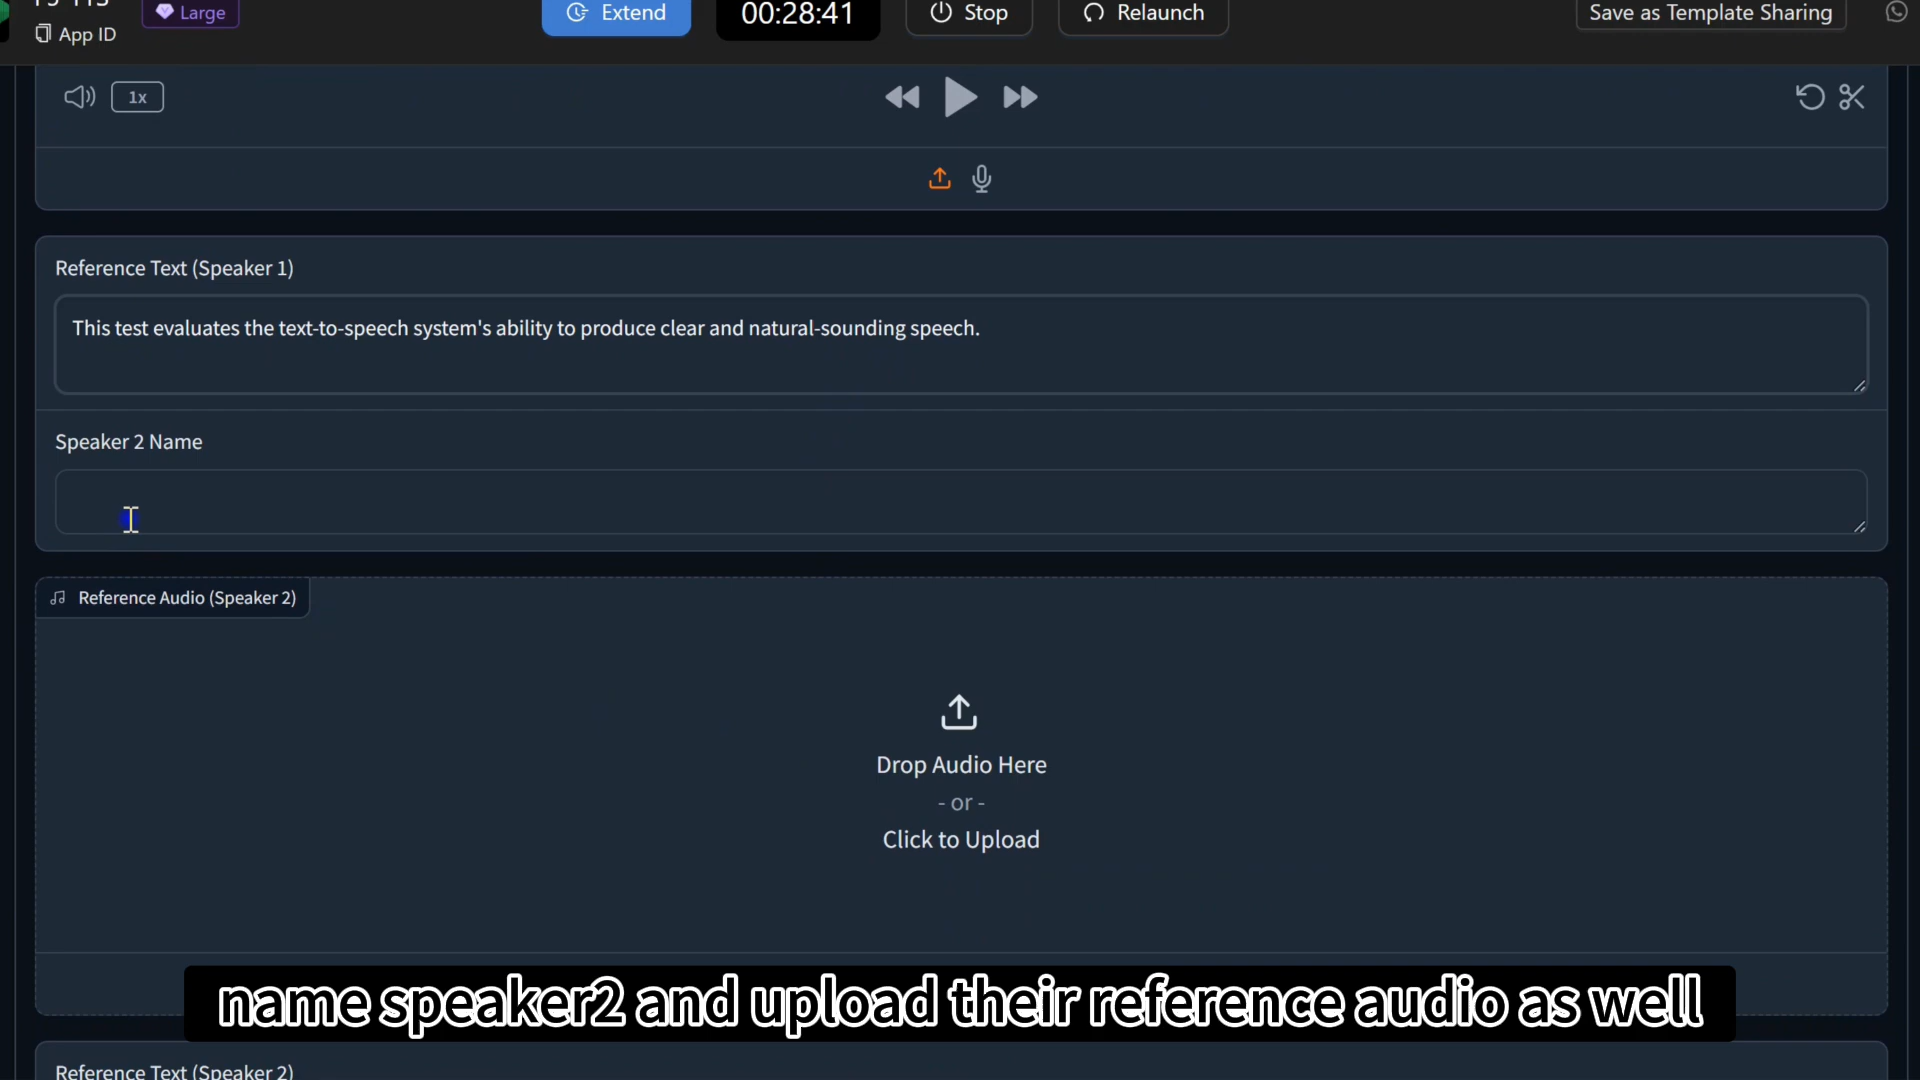 App ID
Large
Extend
00:28:41
Stop
Relaunch
Save as Template Sharing
1x
Reference Text (Speaker 1)
This test evaluates the text-to-speech system's ability to produce clear and natural-sounding speech.
Speaker 2 Name
Reference Audio (Speaker 2)
Drop Audio Here
- or -
Click to Upload
name speaker2 and upload their reference audio as well
Reference Text (Speaker 2)